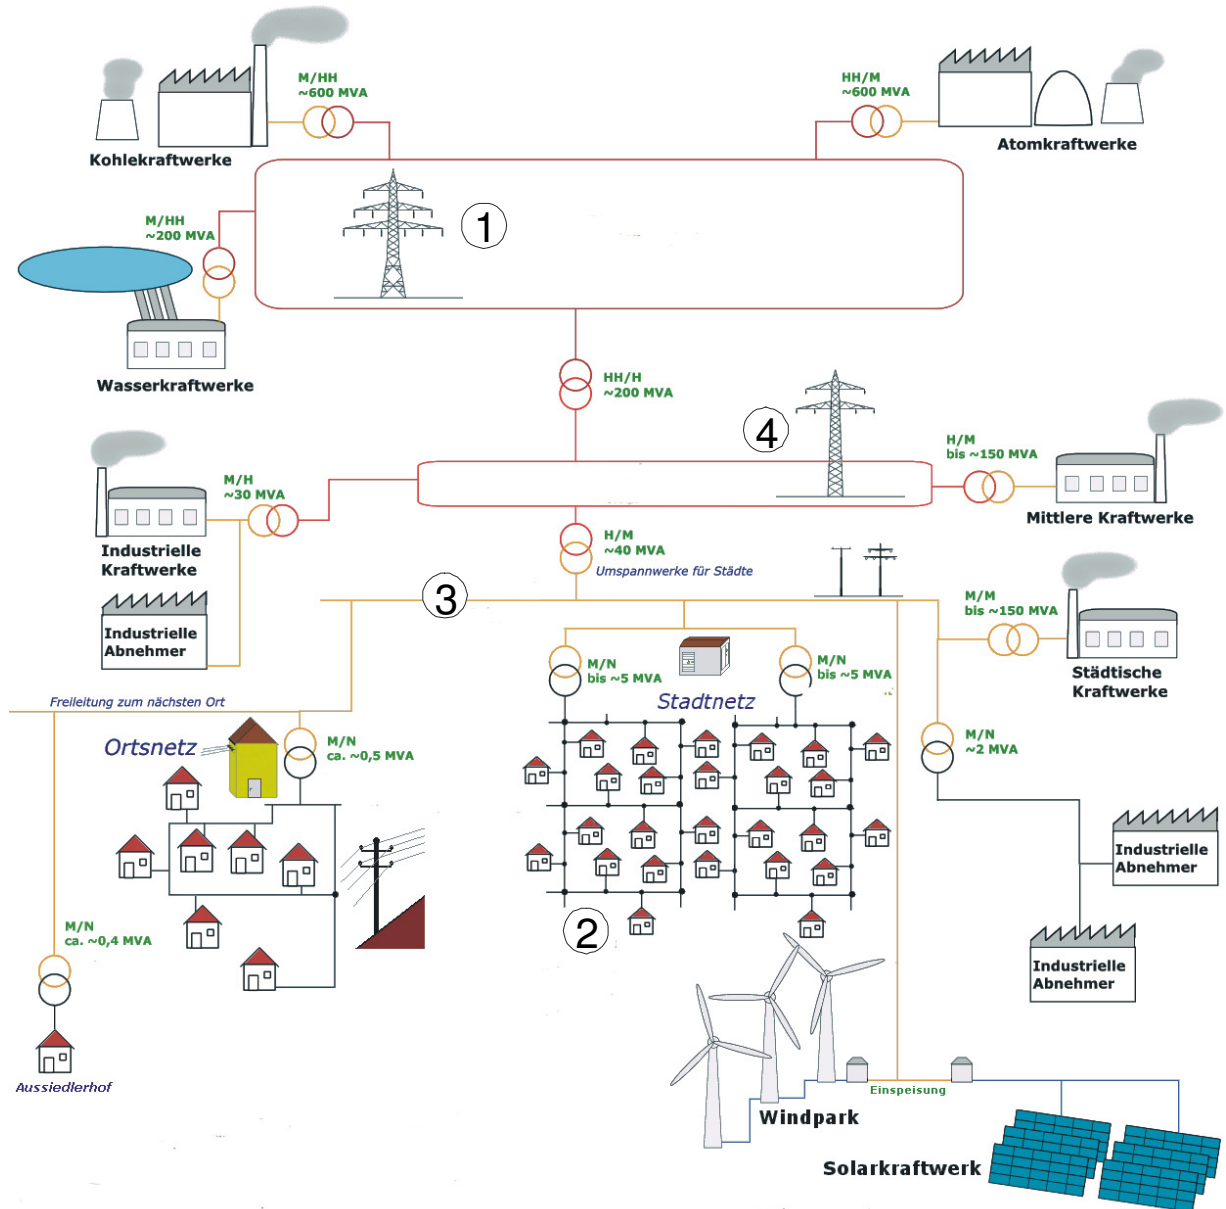 M/HH
~600 MVA
Kohlekraftwerke
HH/M
~600 MVA
Atomkraftwerke
1
M/HH
~200 MVA
Wasserkraftwerke
HH/H
~200 MVA
4
M/H
~30 MVA
Industrielle
Kraftwerke
Industrielle
Abnehmer
H/M
bis ~150 MVA
Mittlere Kraftwerke
H/M
~40 MVA
Umspannwerke für Städte
3
M/M
bis ~150 MVA
Städtische
Kraftwerke
M/N
bis ~5 MVA
M/N
bis ~5 MVA
Stadtnetz
Freileitung zum nächsten Ort
Ortsnetz
M/N
ca. ~0,5 MVA
M/N
~2 MVA
Industrielle
Abnehmer
Industrielle
Abnehmer
2
M/N
ca. ~0,4 MVA
Aussiedlerhof
Einspeisung
Windpark
Solarkraftwerk